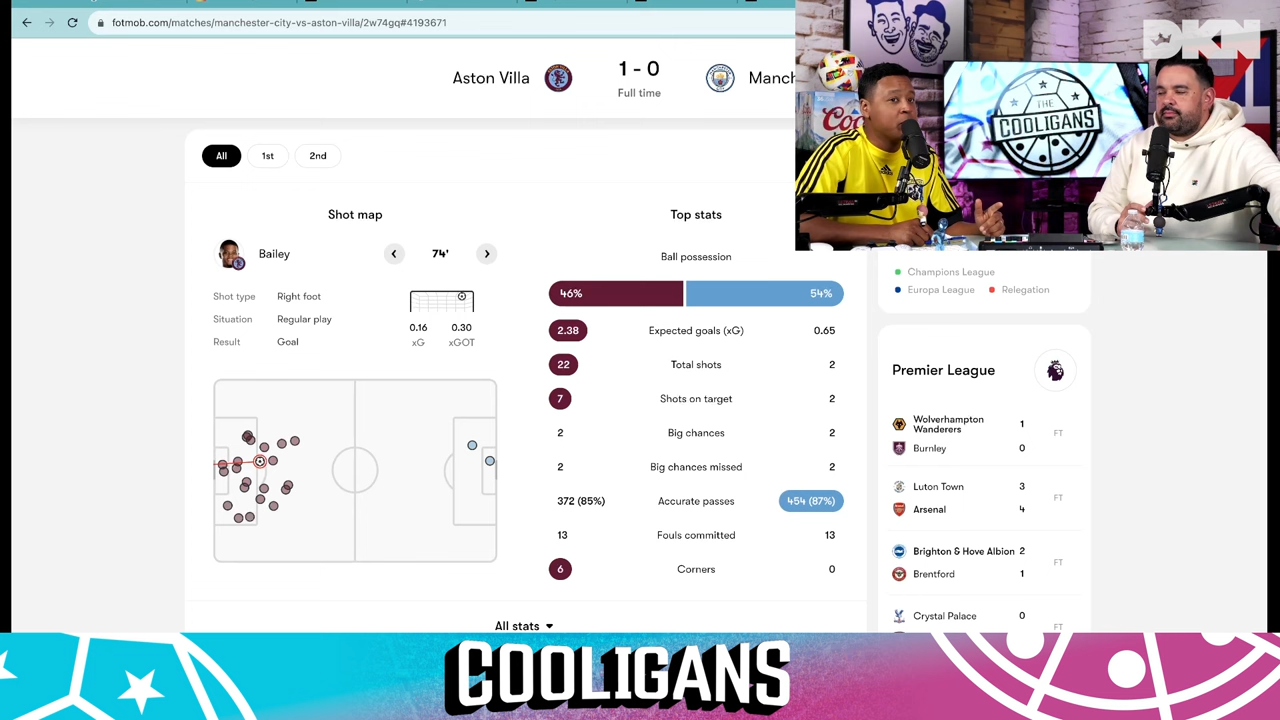 fotmob.com/matches/manchester-city-vs-aston-villa/2w74gq#4193671
Aston Villa
1 - 0
Full time
Manch
DKN
Coo
THE
COOLIGANS
All
1st
2nd
Shot map
Bailey
74'
Shot type Right foot
Situation Regular play
Result Goal
0.16 0.30
xG xGOT
Top stats
Ball possession
46% 54%
2.38 Expected goals (xG) 0.65
22 Total shots 2
7 Shots on target 2
2 Big chances 2
2 Big chances missed 2
372 (85%) Accurate passes 454 (87%)
13 Fouls committed 13
6 Corners 0
All stats
Champions League
Europa League Relegation
Premier League
Wolverhampton
Wanderers 1
FT
Burnley 0
Luton Town 3
FT
Arsenal 4
Brighton & Hove Albion 2
FT
Brentford 1
Crystal Palace 0
FT
COOLIGANS